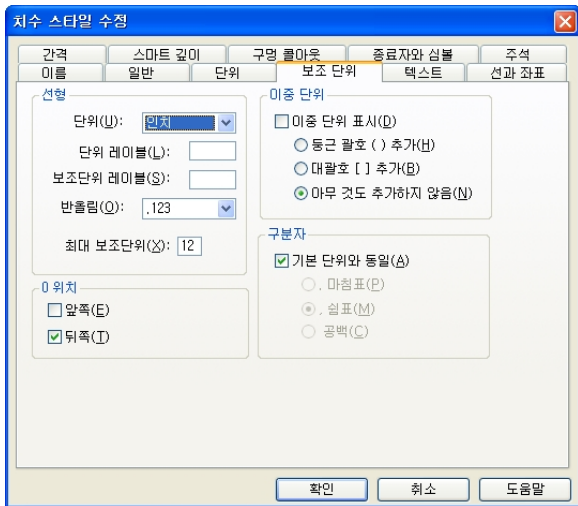 치수 스타일 수정
간격 스마트 깊이 구멍 콜아웃 종료자와 심볼 주석
이름 일반 단위 보조 단위 텍스트 선과 좌표
선형
단위(U): 인치
단위 레이블(L):
보조단위 레이블(S):
반올림(O): .123
최대 보조단위(X): 12
0 위치
앞쪽(E)
뒤쪽(T)
이중 단위
이중 단위 표시(D)
둥근 괄호 ( ) 추가(H)
대괄호 [ ] 추가(B)
아무 것도 추가하지 않음(N)
구분자
기본 단위와 동일(A)
. 마침표(P)
, 쉼표(M)
공백(C)
확인 취소 도움말